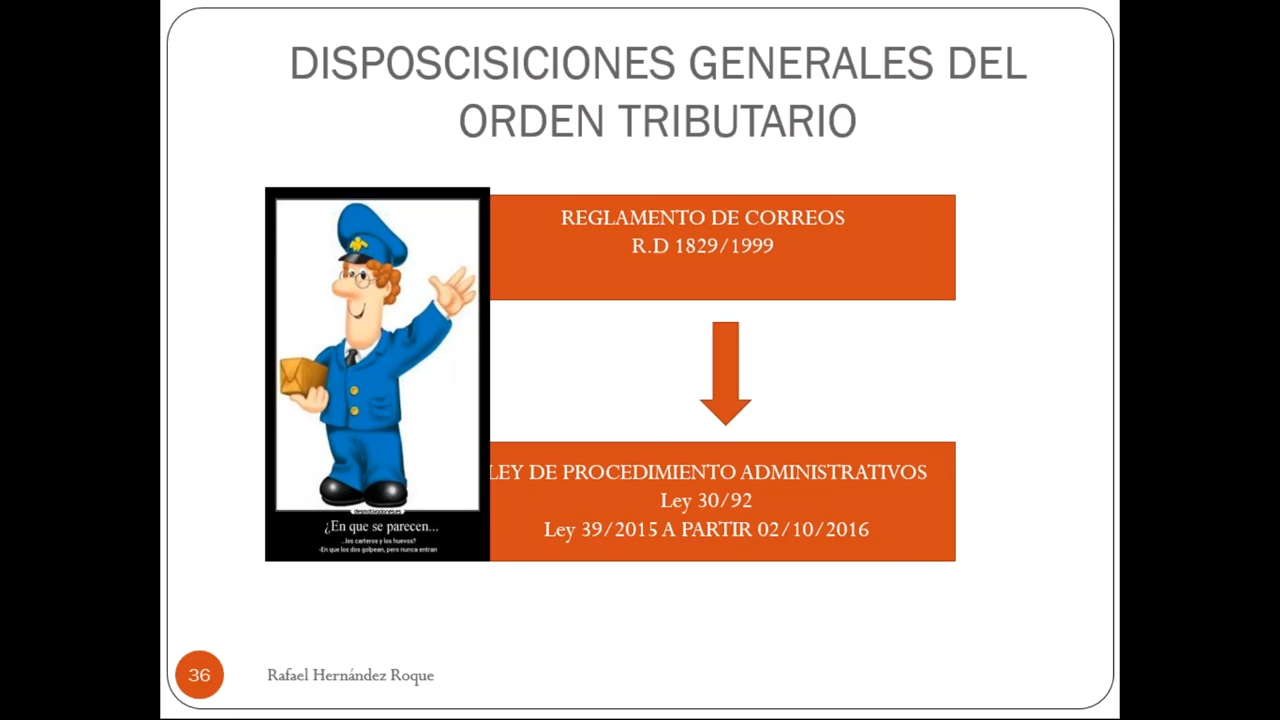 DISPOSCISICIONES GENERALES DEL
ORDEN TRIBUTARIO
REGLAMENTO DE CORREOS
R.D 1829/1999
LEY DE PROCEDIMIENTO ADMINISTRATIVOS
Ley 30/92
Ley 39/2015 A PARTIR 02/10/2016
desmotivaciones.es
¿En que se parecen...
...los carteros y los huevos?
-En que los dos golpean, pero nunca entran
36
Rafael Hernández Roque